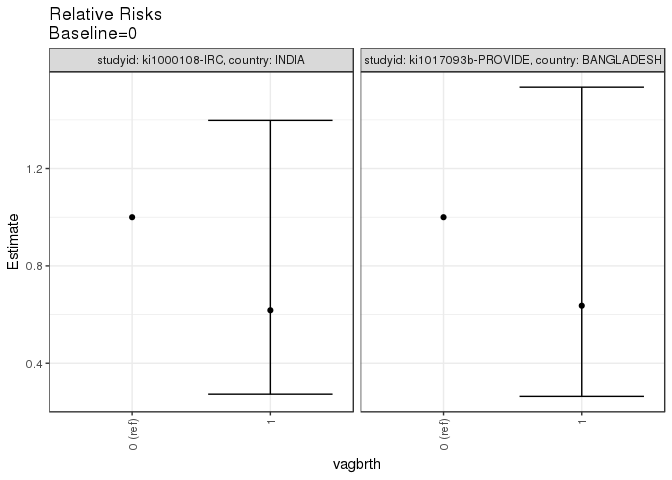 Relative Risks
Baseline=0
studyid: ki1000108-IRC, country: INDIA
studyid: ki1017093b-PROVIDE, country: BANGLADESH
Estimate
1.2
0.8
0.4
0 (ref)
1
0 (ref)
1
vagbrth